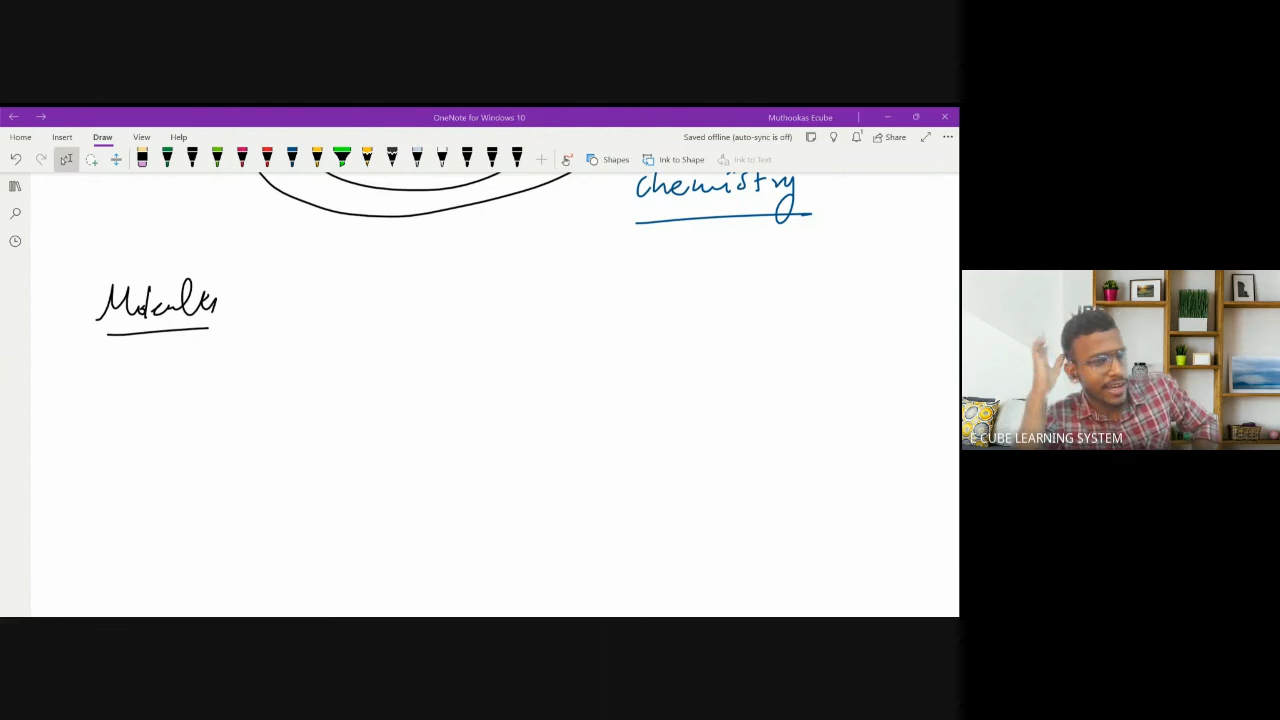 OneNote for Windows 10
Muthookas Ecube
Home Insert Draw View Help
Saved offline (auto-sync is off)
Share
Shapes
Ink to Shape
Ink to Text
chemistry
Molecules
E CUBE LEARNING SYSTEM